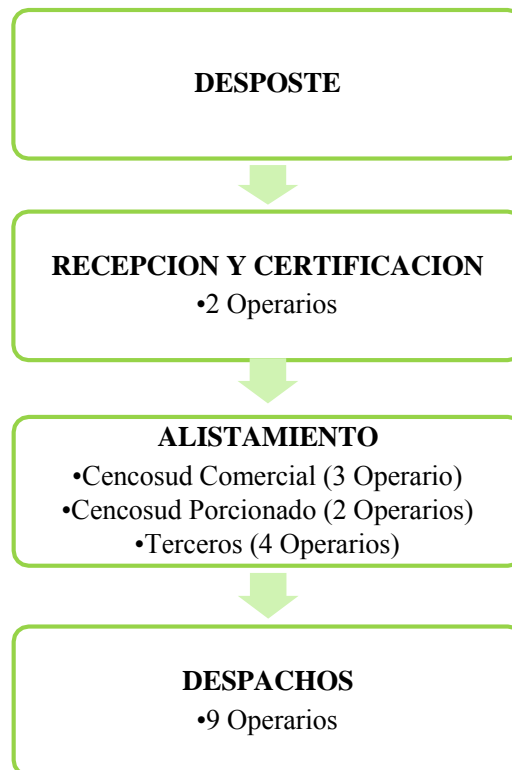 DESPOSTE
RECEPCION Y CERTIFICACION
•2 Operarios
ALISTAMIENTO
•Cencosud Comercial (3 Operario)
•Cencosud Porcionado (2 Operarios)
•Terceros (4 Operarios)
DESPACHOS
•9 Operarios